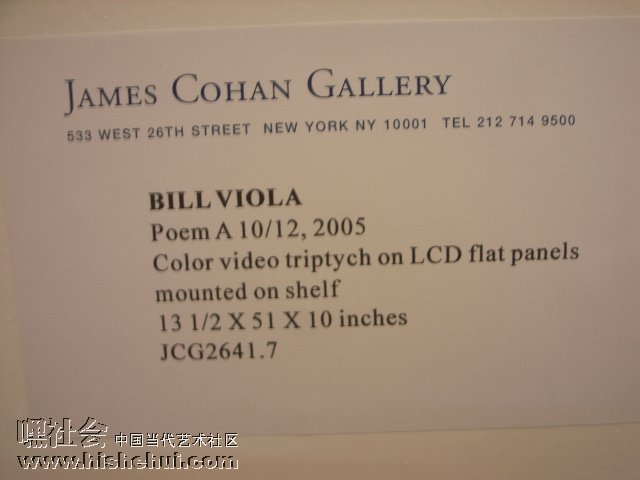 JAMES COHAN GALLERY
533 WEST 26TH STREET NEW YORK NY 10001 TEL 212 714 9500
BILL VIOLA
Poem A 10/12, 2005
Color video triptych on LCD flat panels
mounted on shelf
13 1/2 X 51 X 10 inches
JCG2641.7
嘿社会 中国当代艺术社区
www.hishehui.com